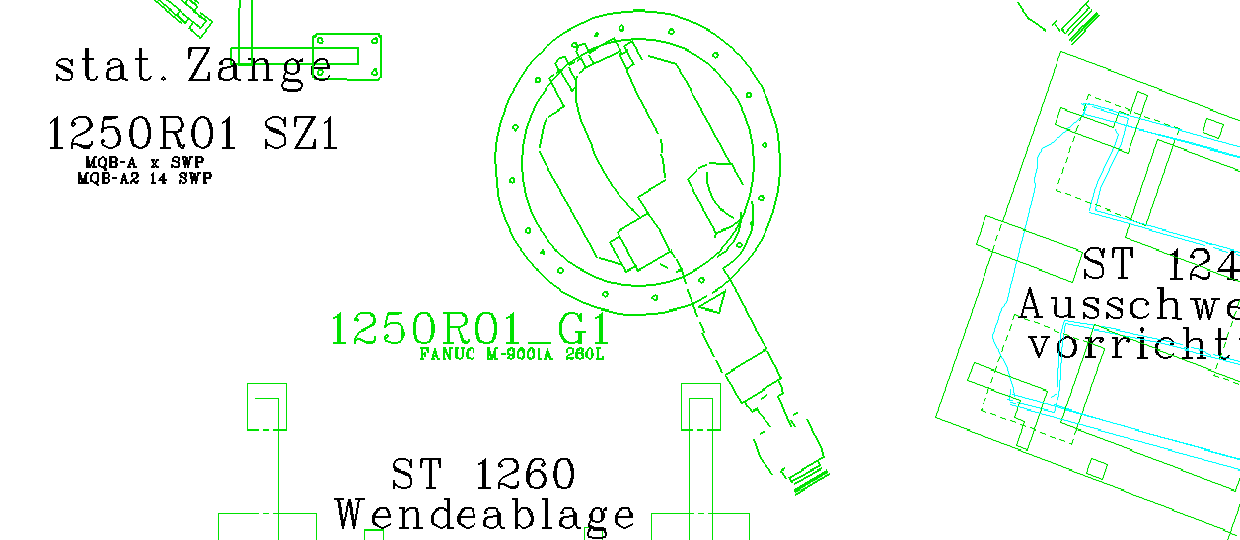 stat. Zange
1250R01 SZ1
MQB-A x SWP
MQB-A2 14 SWP
1250R01_G1
FANUC M-900iA 260L
ST 1260
Wendeablage
ST 124
Ausschwe
vorricht